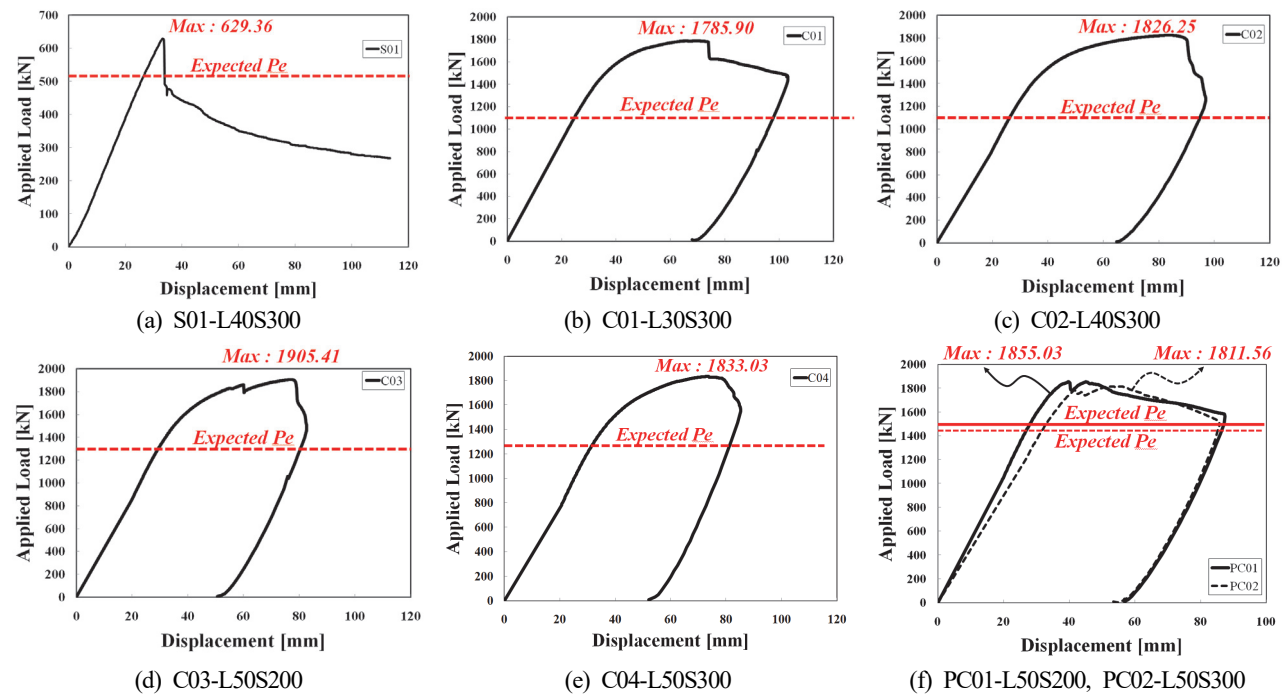 Max : 629.36
S01
Expected Pe
Applied Load [kN]
700
600
500
400
300
200
100
0
0 20 40 60 80 100 120
Displacement [mm]
(a) S01-L40S300
Max : 1785.90
C01
Expected Pe
Applied Load [kN]
2000
1800
1600
1400
1200
1000
800
600
400
200
0
0 20 40 60 80 100 120
Displacement [mm]
(b) C01-L30S300
Max : 1826.25
C02
Expected Pe
Applied Load [kN]
2000
1800
1600
1400
1200
1000
800
600
400
200
0
0 20 40 60 80 100 120
Displacement [mm]
(c) C02-L40S300
Max : 1905.41
C03
Expected Pe
Applied Load [kN]
2000
1800
1600
1400
1200
1000
800
600
400
200
0
0 20 40 60 80 100 120
Displacement [mm]
(d) C03-L50S200
Max : 1833.03
C04
Expected Pe
Applied Load [kN]
2000
1800
1600
1400
1200
1000
800
600
400
200
0
0 20 40 60 80 100 120
Displacement [mm]
(e) C04-L50S300
Max : 1855.03 Max : 1811.56
Expected Pe
Expected Pe
PC01
PC02
Applied Load [kN]
2000
1800
1600
1400
1200
1000
800
600
400
200
0
0 20 40 60 80 100
Displacement [mm]
(f) PC01-L50S200, PC02-L50S300